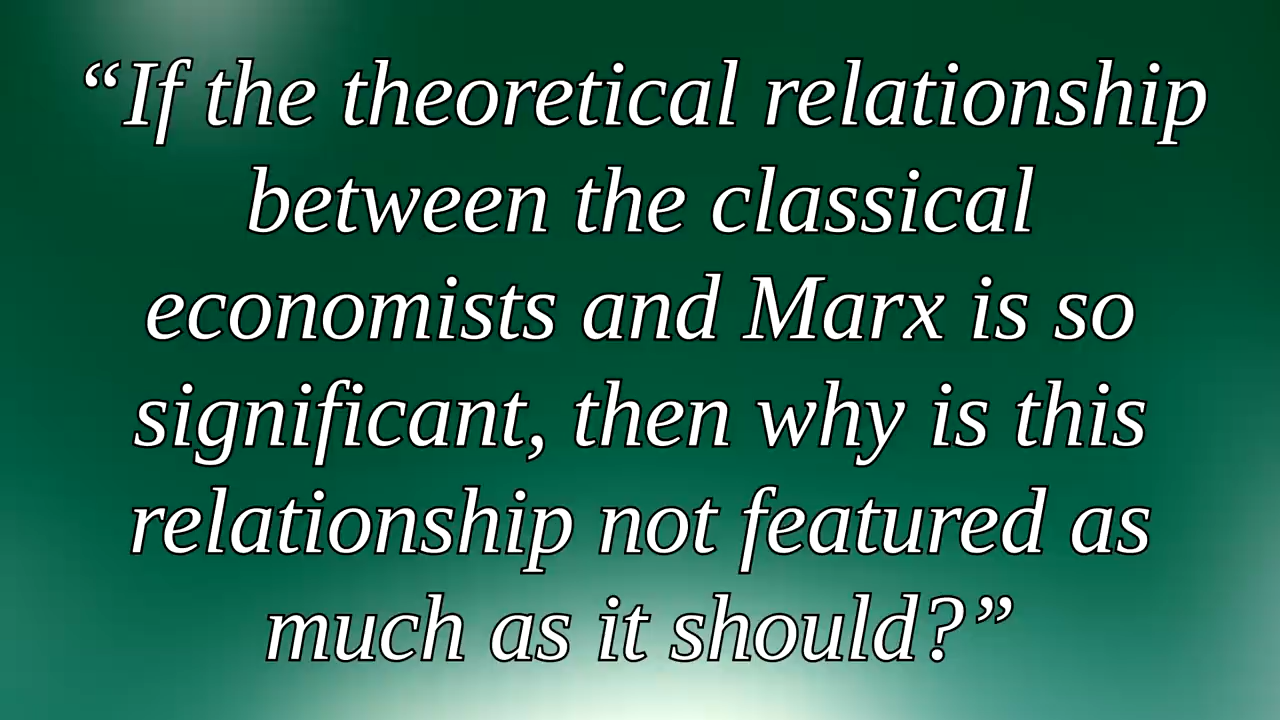 “If the theoretical relationship
between the classical
economists and Marx is so
significant, then why is this
relationship not featured as
much as it should?”